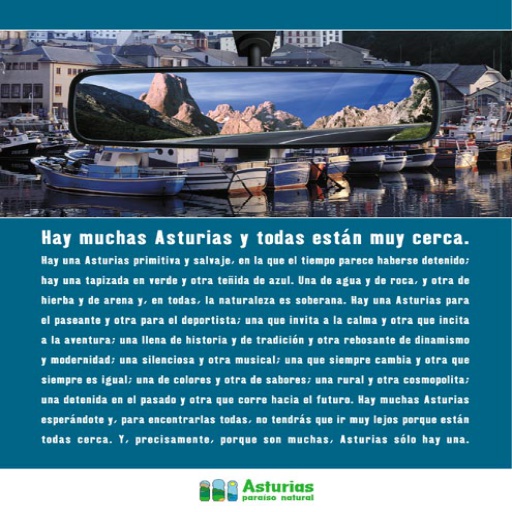 Hay muchas Asturias y todas están muy cerca.
Hay una Asturias primitiva y salvaje, en la que el tiempo parece haberse detenido;
hay una tapizada en verde y otra teñida de azul. Una de agua y de roca, y otra de
hierba y de arena y, en todas, la naturaleza es soberana. Hay una Asturias para
el paseante y otra para el deportista; una que invita a la calma y otra que incita
a la aventura; una llena de historia y de tradición y otra rebosante de dinamismo
y modernidad; una silenciosa y otra musical; una que siempre cambia y otra que
siempre es igual; una de colores y otra de sabores; una rural y otra cosmopolita;
una detenida en el pasado y otra que corre hacia el futuro. Hay muchas Asturias
esperándote y, para encontrarlas todas, no tendrás que ir muy lejos porque están
todas cerca. Y, precisamente, porque son muchas, Asturias sólo hay una.
Asturias
paraíso natural